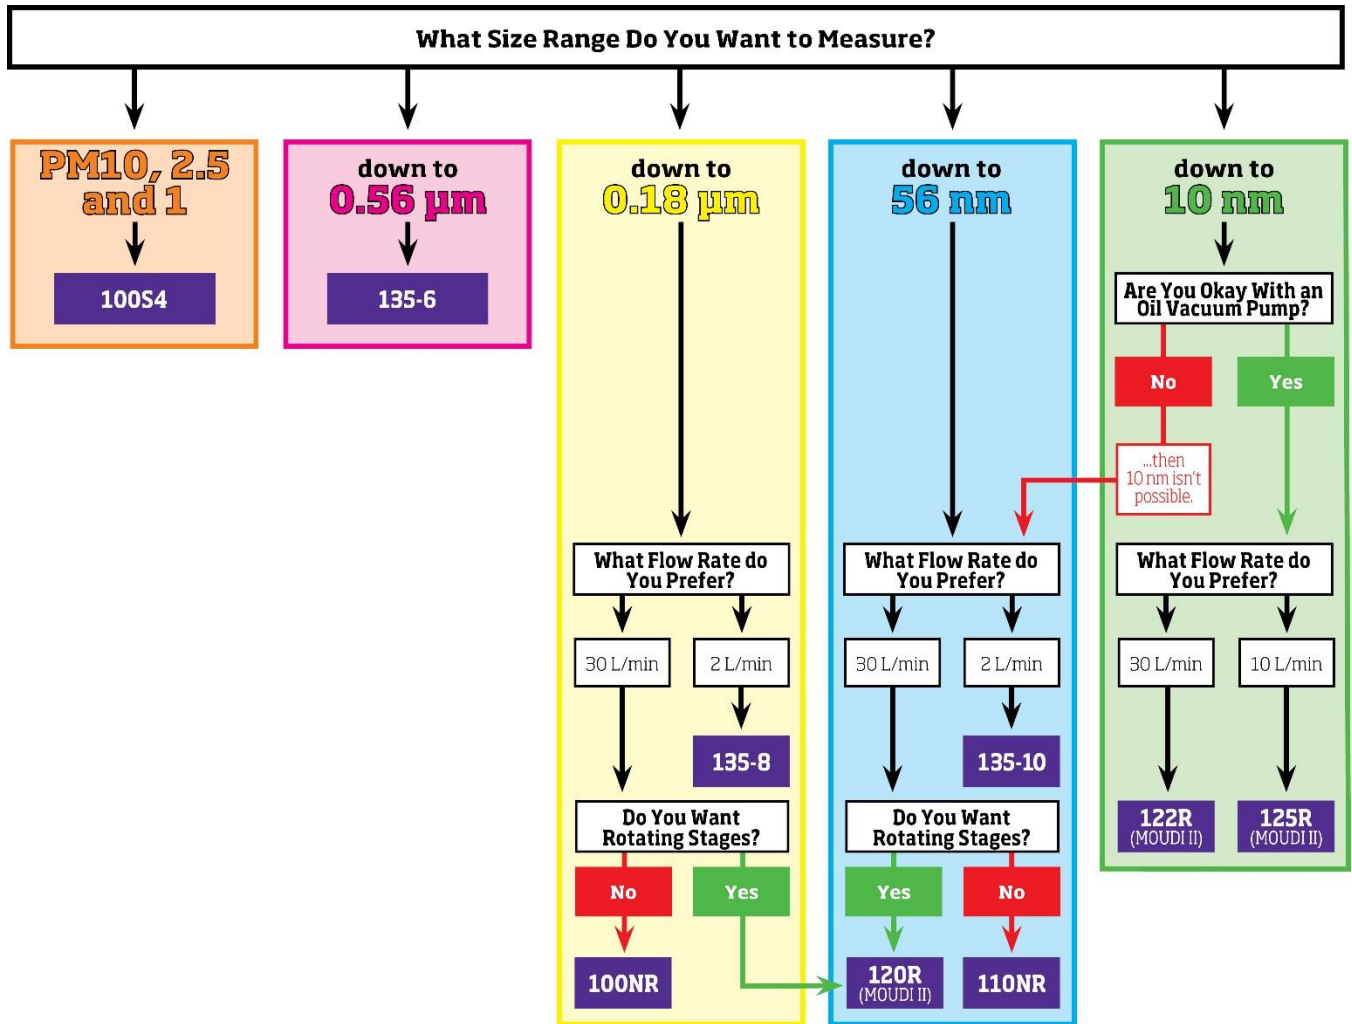 What Size Range Do You Want to Measure?
PM10, 2.5
and 1
100S4
down to
0.56 µm
135-6
down to
0.18 µm
What Flow Rate do
You Prefer?
30 L/min
2 L/min
135-8
Do You Want
Rotating Stages?
No
Yes
100NR
down to
56 nm
What Flow Rate do
You Prefer?
30 L/min
2 L/min
135-10
Do You Want
Rotating Stages?
Yes
No
120R
(MOUDI II)
110NR
down to
10 nm
Are You Okay With an
Oil Vacuum Pump?
No
Yes
...then
10 nm isn't
possible.
What Flow Rate do
You Prefer?
30 L/min
10 L/min
122R
(MOUDI II)
125R
(MOUDI II)